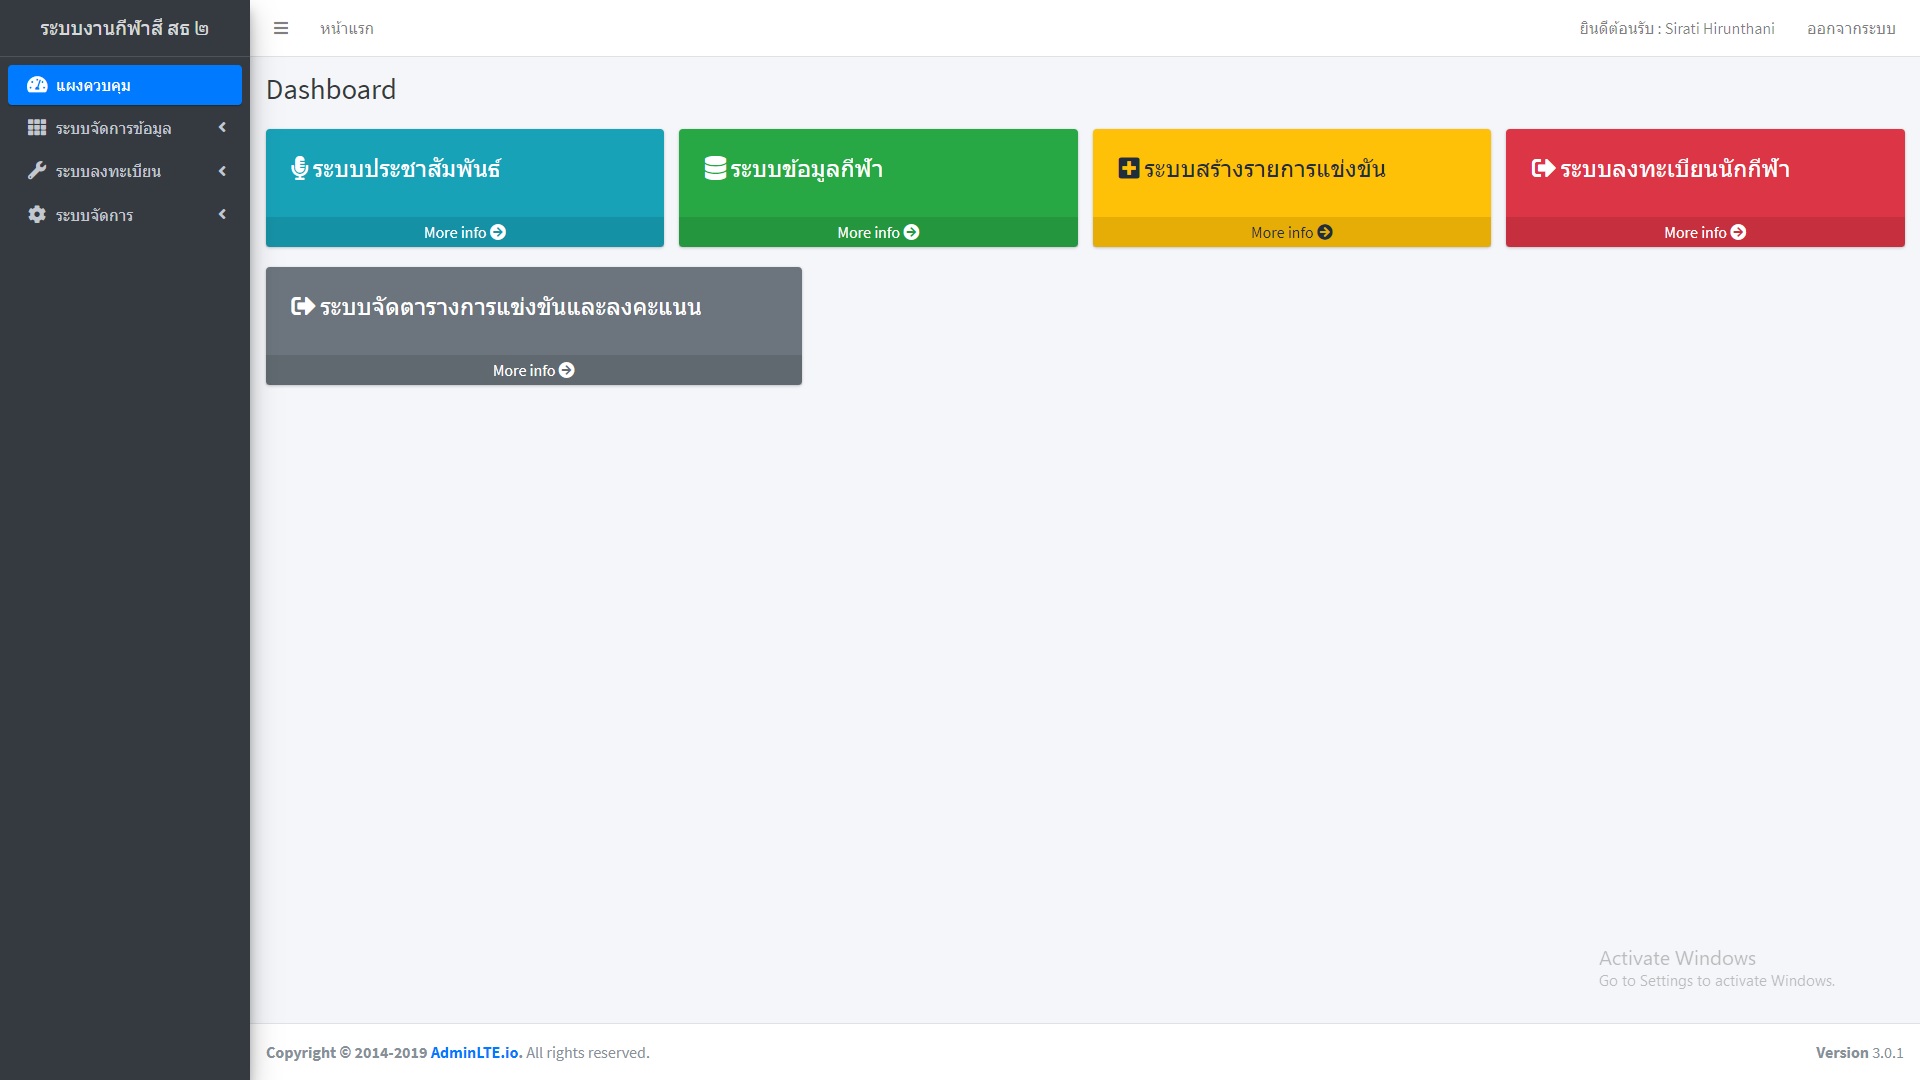 ระบบงานกีฬาสี สธ ๒
หน้าแรก
ยินดีต้อนรับ : Sirati Hirunthani
ออกจากระบบ
แผงควบคุม
ระบบจัดการข้อมูล
ระบบลงทะเบียน
ระบบจัดการ
Dashboard
ระบบประชาสัมพันธ์
More info
ระบบข้อมูลกีฬา
More info
ระบบสร้างรายการแข่งขัน
More info
ระบบลงทะเบียนนักกีฬา
More info
ระบบจัดตารางการแข่งขันและลงคะแนน
More info
Activate Windows
Go to Settings to activate Windows.
Copyright © 2014-2019 AdminLTE.io. All rights reserved.
Version 3.0.1